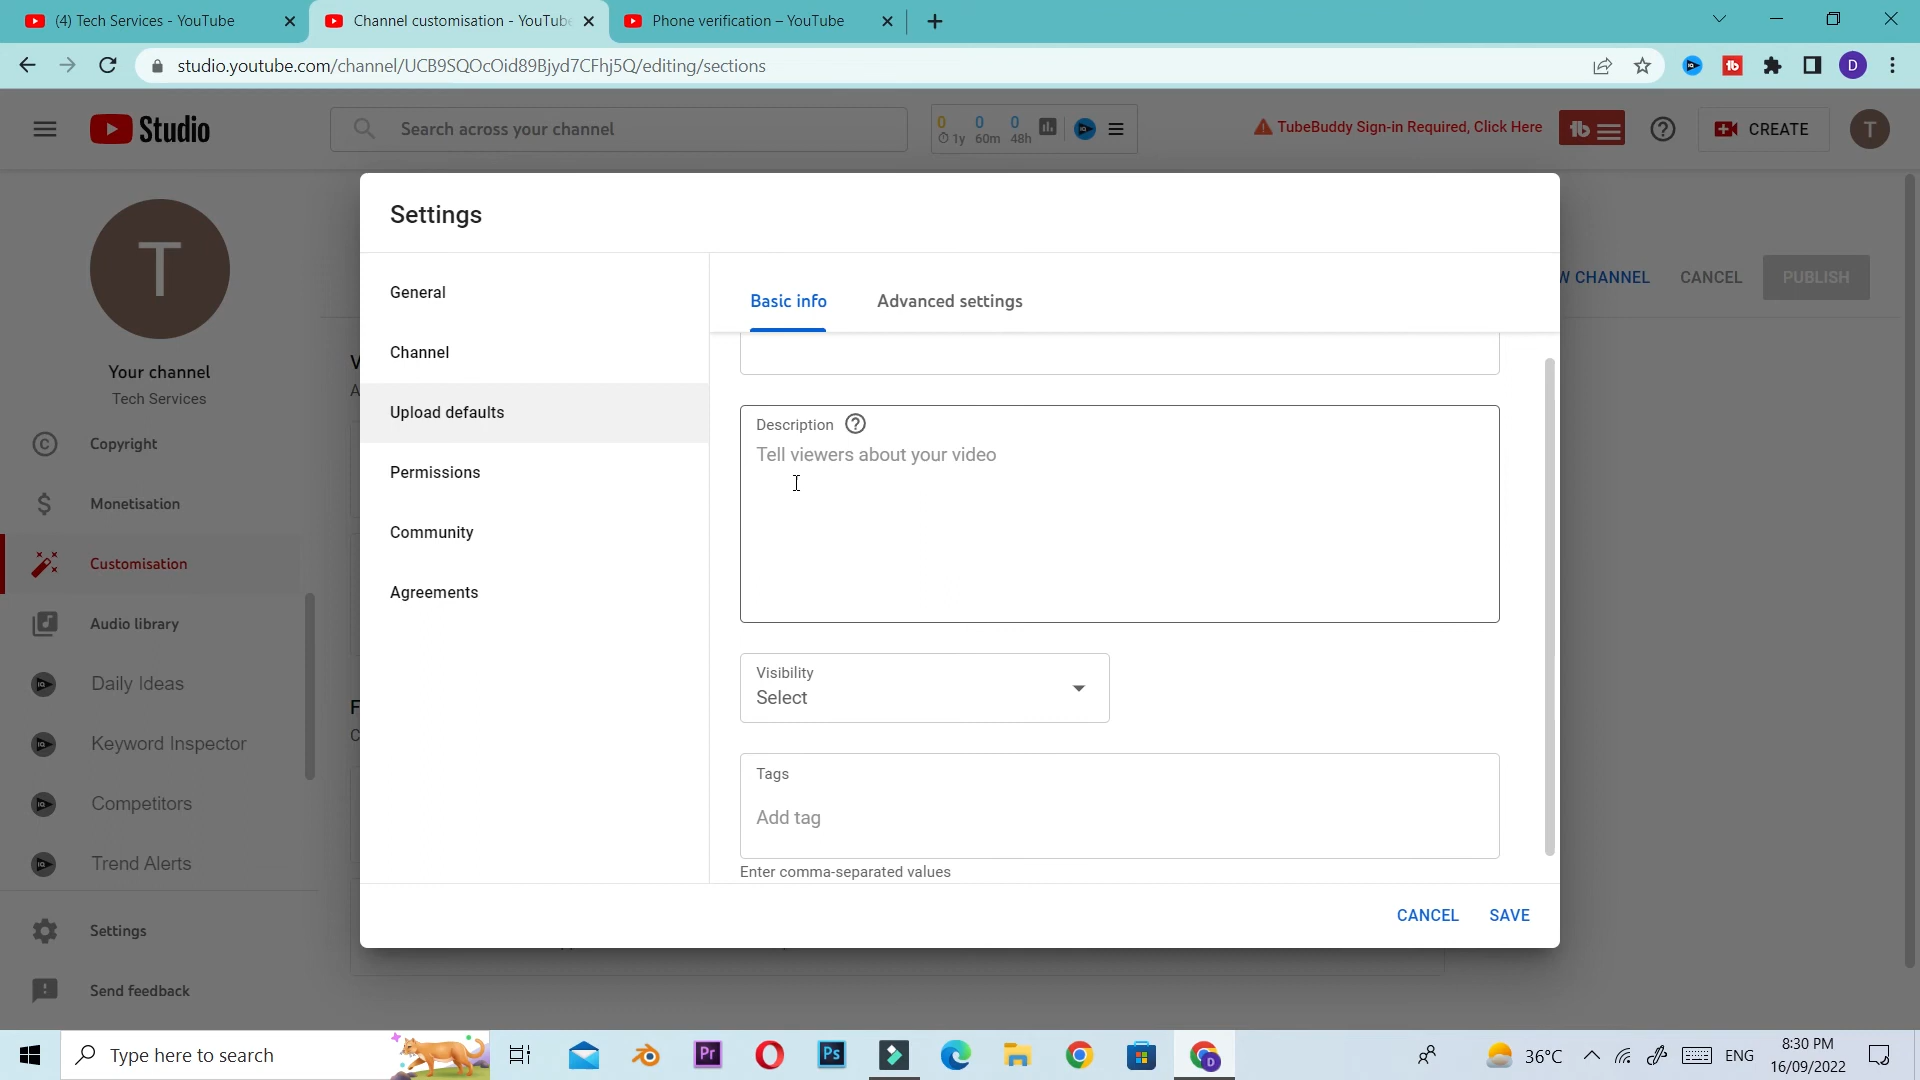 (4) Tech Services - YouTube
Channel customisation - YouTube
Phone verification – YouTube
studio.youtube.com/channel/UCB9SQOcOid89Bjyd7CFhj5Q/editing/sections
D
Studio
Search across your channel
0 0 0
1y 60m 48h
TubeBuddy Sign-in Required, Click Here
CREATE
T
T
Your channel
Tech Services
Copyright
Monetisation
Customisation
Audio library
Daily Ideas
Keyword Inspector
Competitors
Trend Alerts
Settings
Send feedback
W CHANNEL
CANCEL
PUBLISH
Settings
General
Channel
Upload defaults
Permissions
Community
Agreements
Basic info
Advanced settings
Description
Tell viewers about your video
Visibility
Select
Tags
Add tag
Enter comma-separated values
CANCEL
SAVE
Type here to search
Pr
Ps
D
36°C
ENG
8:30 PM
16/09/2022